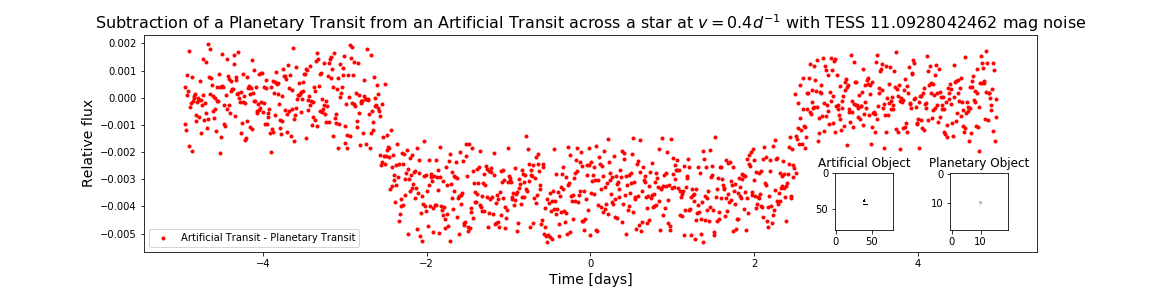 Subtraction of a Planetary Transit from an Artificial Transit across a star at v = 0.4d⁻¹ with TESS 11.0928042462 mag noise
Relative flux
0.002
0.001
0.000
−0.001
−0.002
−0.003
−0.004
−0.005
Artificial Transit - Planetary Transit
Artificial Object
0
50
0 50
Planetary Object
0
10
0 10
−4 −2 0 2 4
Time [days]